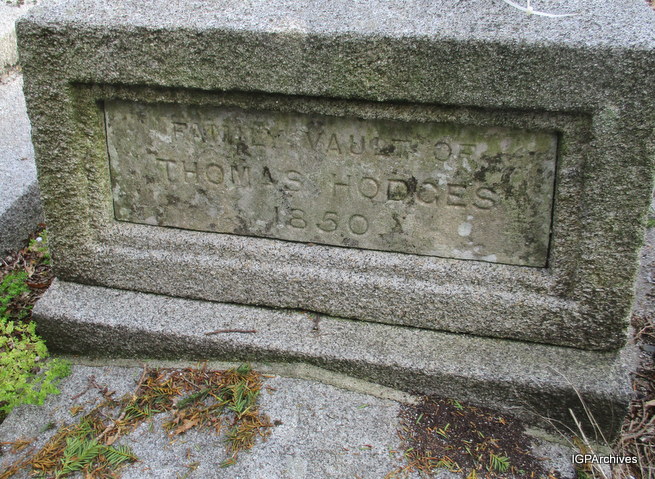 FAMILY VAULT OF
THOMAS HODGES
1850
IGPArchives